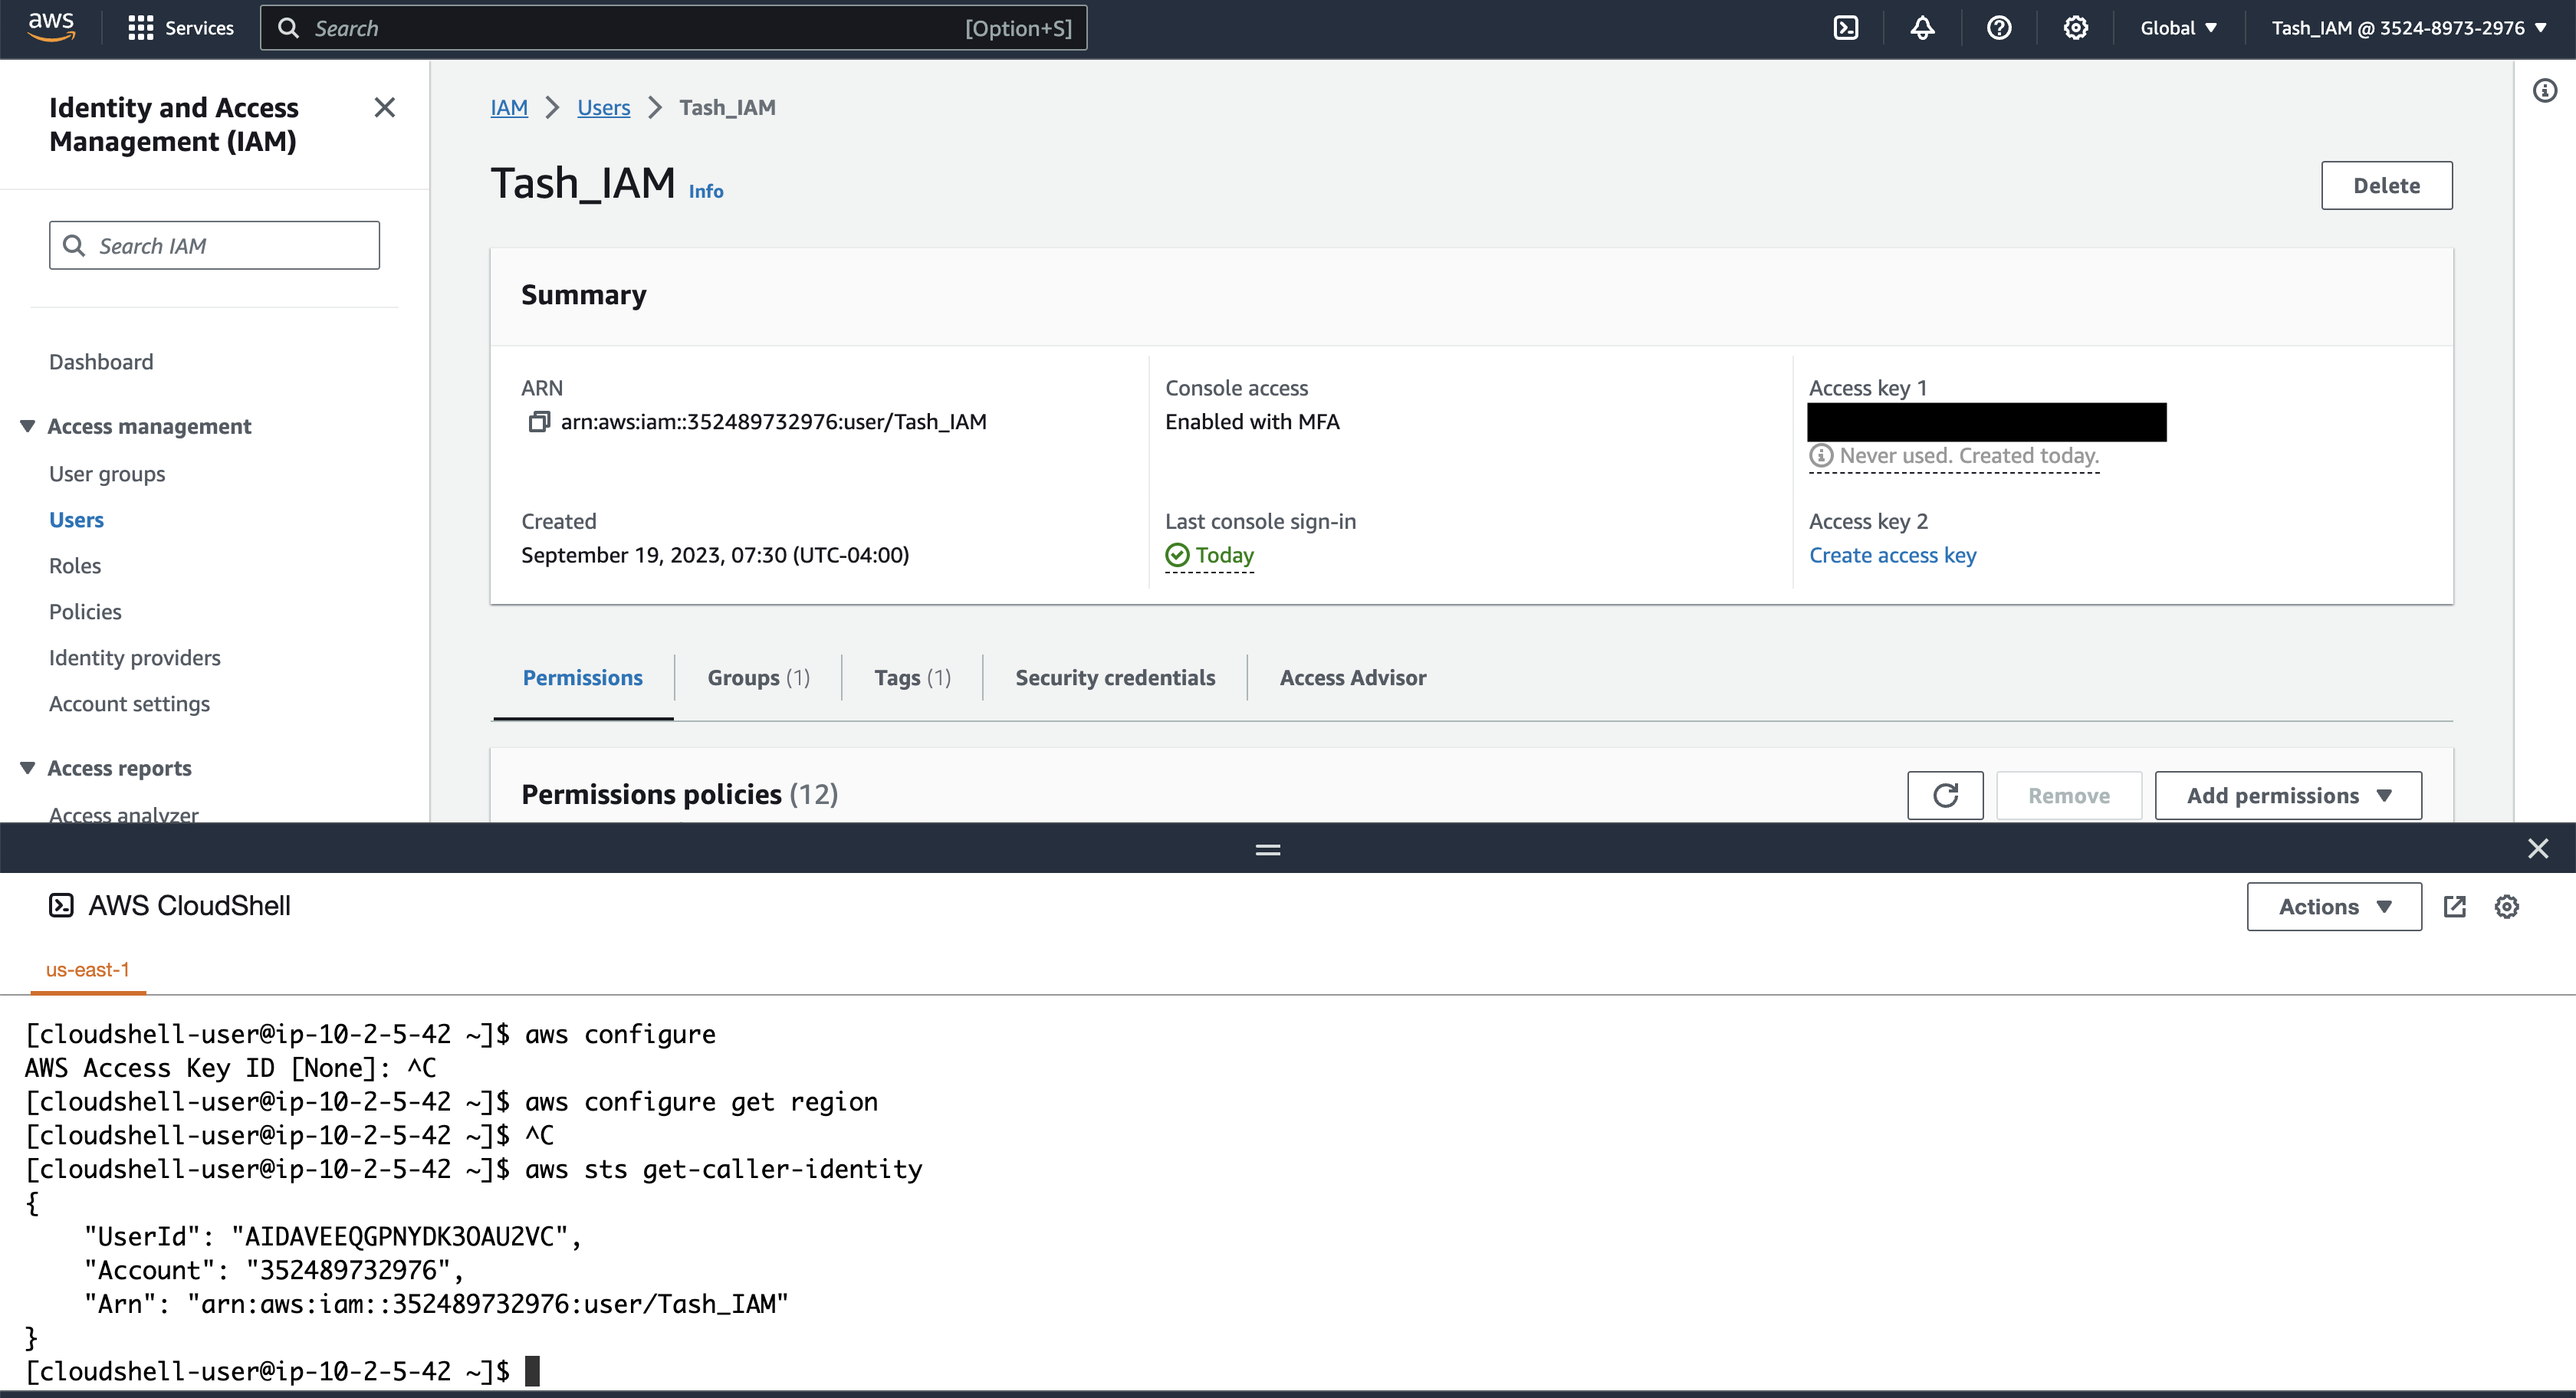 aws
Services
Search
[Option+S]
Global
Tash_IAM @ 3524-8973-2976
Identity and Access
Management (IAM)
Search IAM
Dashboard
Access management
User groups
Users
Roles
Policies
Identity providers
Account settings
Access reports
Access analyzer
IAM
Users
Tash_IAM
Tash_IAM Info
Delete
Summary
ARN
arn:aws:iam::352489732976:user/Tash_IAM
Console access
Enabled with MFA
Access key 1
Never used. Created today.
Created
September 19, 2023, 07:30 (UTC-04:00)
Last console sign-in
Today
Access key 2
Create access key
Permissions
Groups (1)
Tags (1)
Security credentials
Access Advisor
Permissions policies (12)
Remove
Add permissions
AWS CloudShell
Actions
us-east-1
[cloudshell-user@ip-10-2-5-42 ~]$ aws configure
AWS Access Key ID [None]: ^C
[cloudshell-user@ip-10-2-5-42 ~]$ aws configure get region
[cloudshell-user@ip-10-2-5-42 ~]$ ^C
[cloudshell-user@ip-10-2-5-42 ~]$ aws sts get-caller-identity
{
"UserId": "AIDAVEEQGPNYDK3OAU2VC",
"Account": "352489732976",
"Arn": "arn:aws:iam::352489732976:user/Tash_IAM"
}
[cloudshell-user@ip-10-2-5-42 ~]$